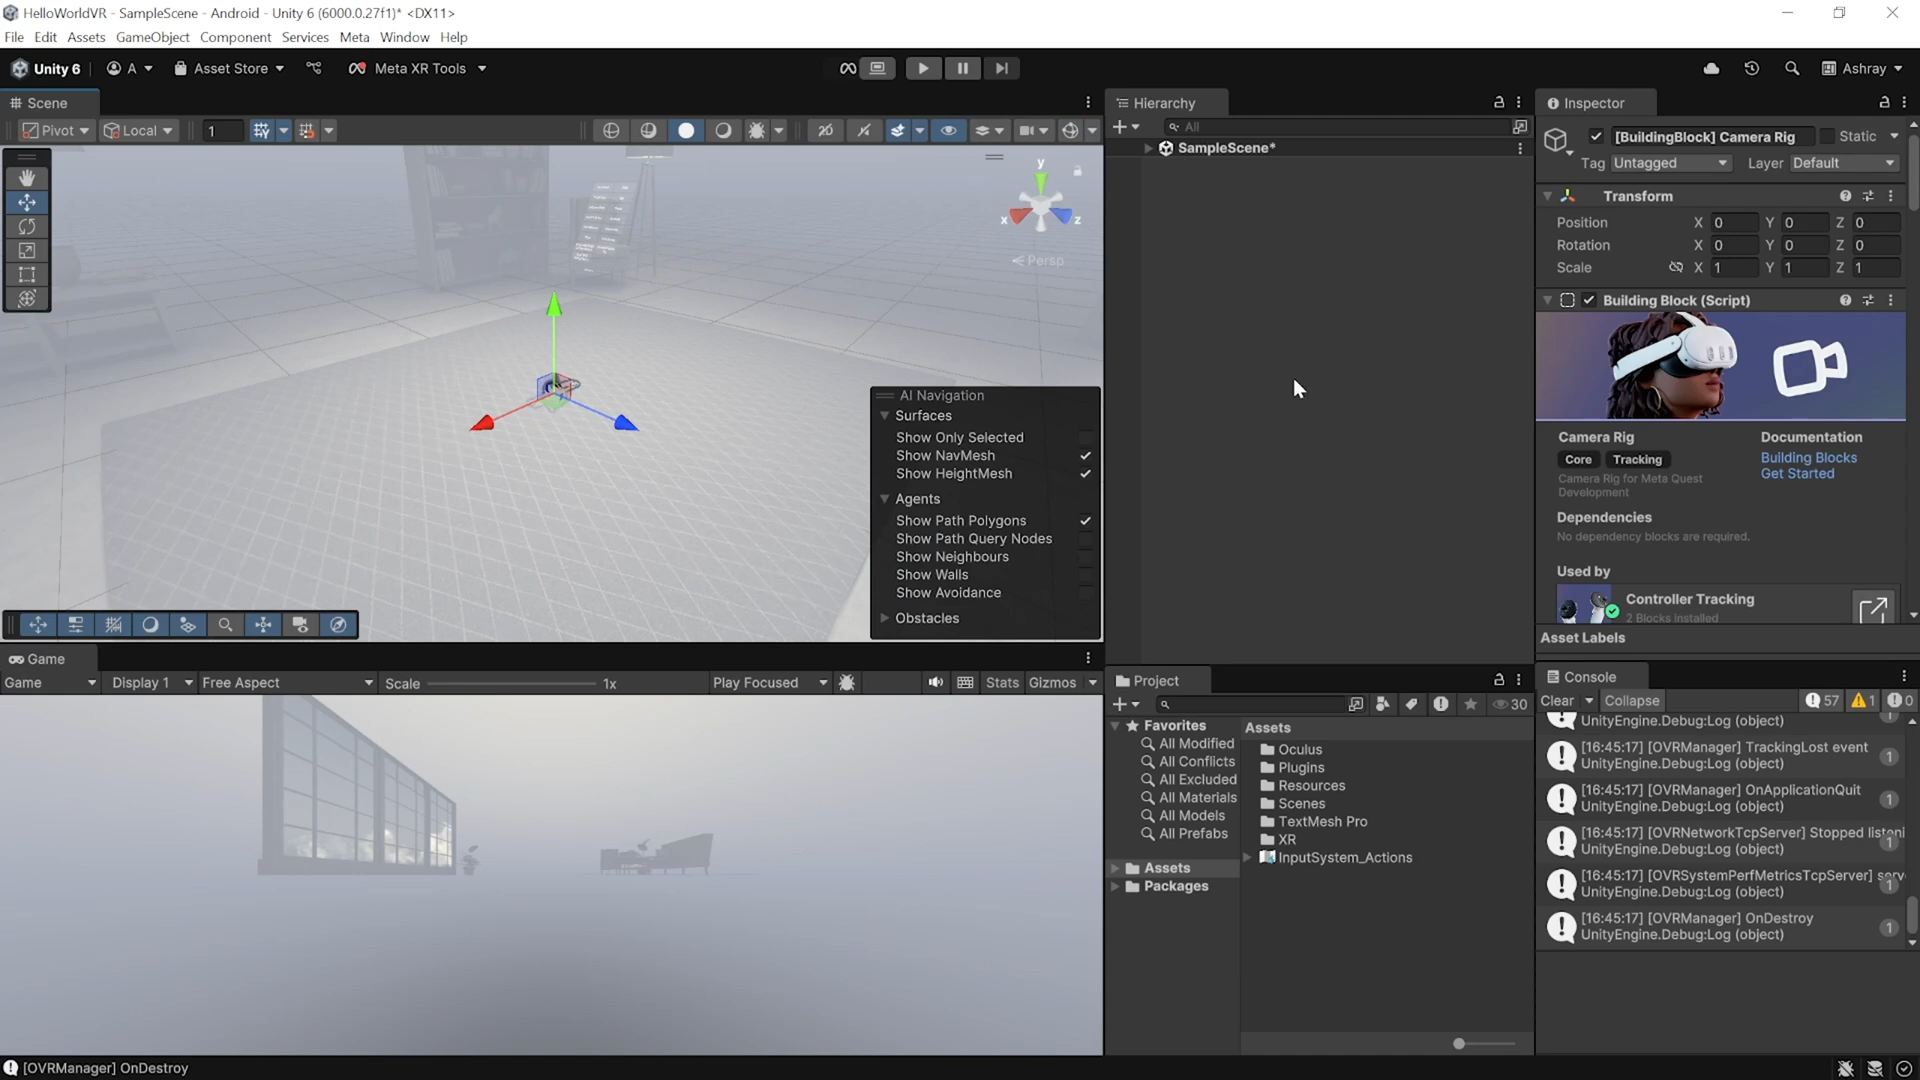 HelloWorldVR - SampleScene - Android - Unity 6 (6000.0.27f1)* <DX11>
File Edit Assets GameObject Component Services Meta Window Help
Unity 6 A Asset Store Meta XR Tools Ashray
Scene
Pivot Local 1 2D
y
x z
Persp
AI Navigation
Surfaces
Show Only Selected
Show NavMesh
Show HeightMesh
Agents
Show Path Polygons
Show Path Query Nodes
Show Neighbours
Show Walls
Show Avoidance
Obstacles
Game
Game Display 1 Free Aspect Scale 1x Play Focused Stats Gizmos
Hierarchy
All
SampleScene*
Project
30
Favorites
All Modified
All Conflicts
All Excluded
All Materials
All Models
All Prefabs
Assets
Packages
Assets
Oculus
Plugins
Resources
Scenes
TextMesh Pro
XR
InputSystem_Actions
Inspector
[BuildingBlock] Camera Rig Static
Tag Untagged Layer Default
Transform
Position X 0 Y 0 Z 0
Rotation X 0 Y 0 Z 0
Scale X 1 Y 1 Z 1
Building Block (Script)
Camera Rig
Core Tracking
Camera Rig for Meta Quest
Development
Documentation
Building Blocks
Get Started
Dependencies
No dependency blocks are required.
Used by
Controller Tracking
2 Blocks installed
Asset Labels
Console
Clear Collapse 57 1 0
UnityEngine.Debug:Log (object) 1
[16:45:17] [OVRManager] TrackingLost event
UnityEngine.Debug:Log (object) 1
[16:45:17] [OVRManager] OnApplicationQuit
UnityEngine.Debug:Log (object) 1
[16:45:17] [OVRNetworkTcpServer] Stopped listeni
UnityEngine.Debug:Log (object) 1
[16:45:17] [OVRSystemPerfMetricsTcpServer] serv
UnityEngine.Debug:Log (object) 1
[16:45:17] [OVRManager] OnDestroy
UnityEngine.Debug:Log (object) 1
[OVRManager] OnDestroy